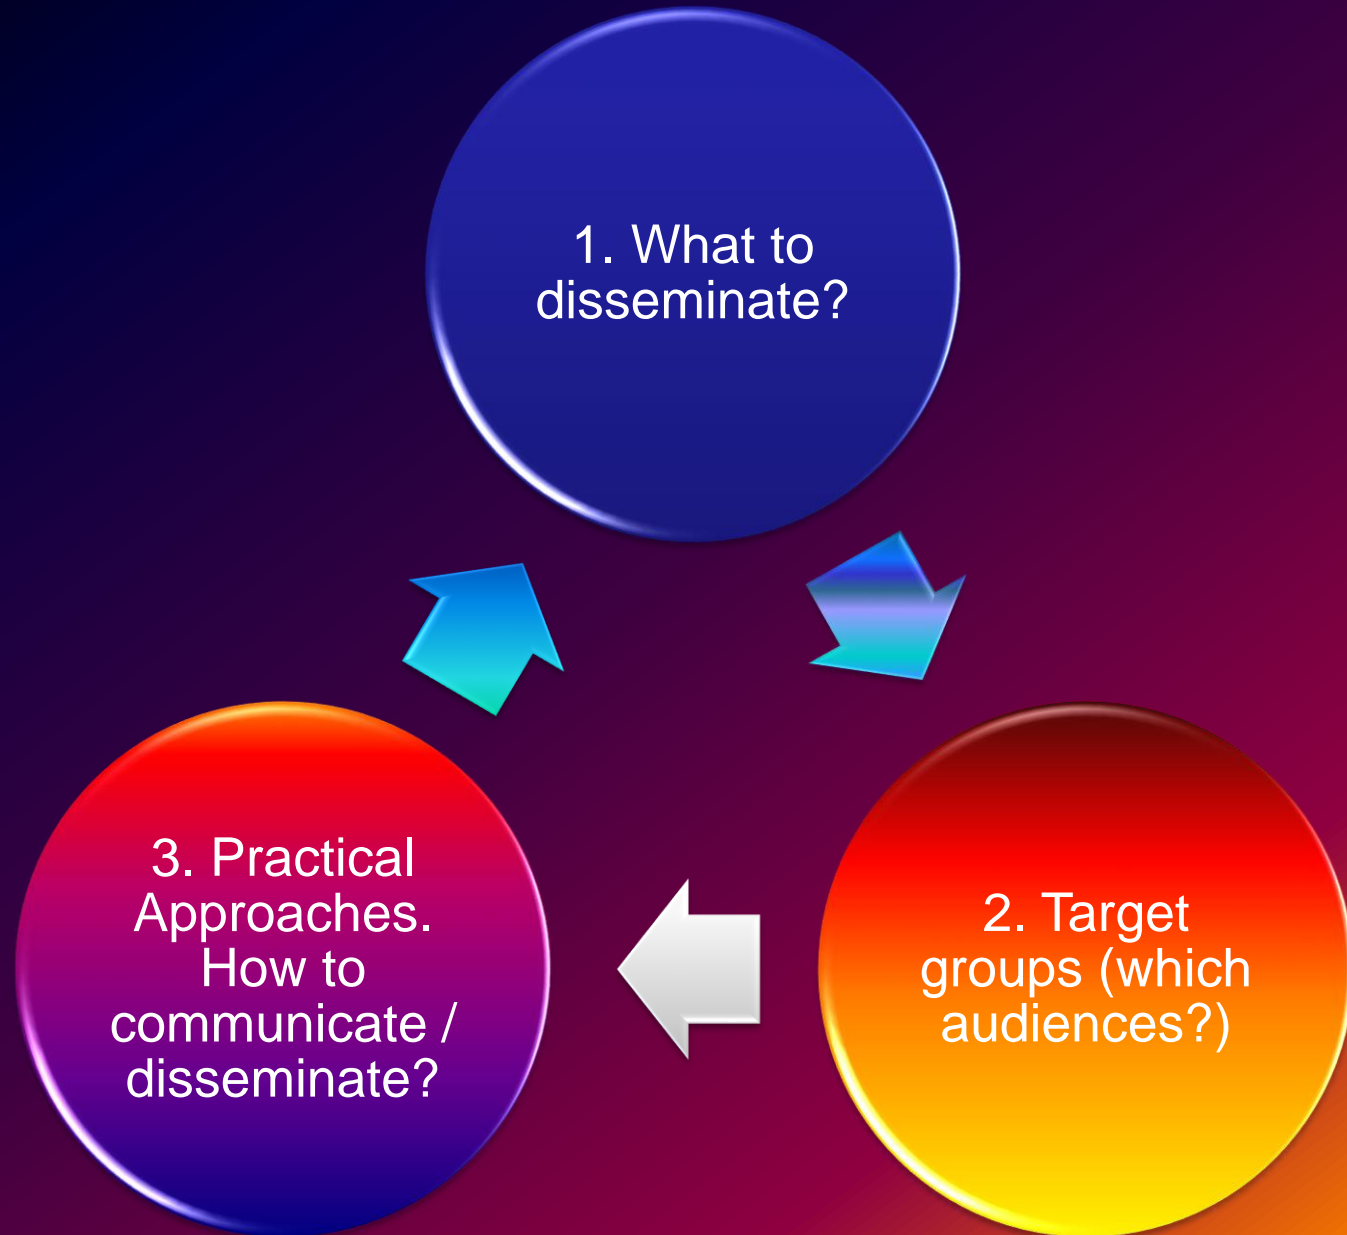 1. What to
disseminate?
2. Target
groups (which
audiences?)
3. Practical
Approaches.
How to
communicate /
disseminate?